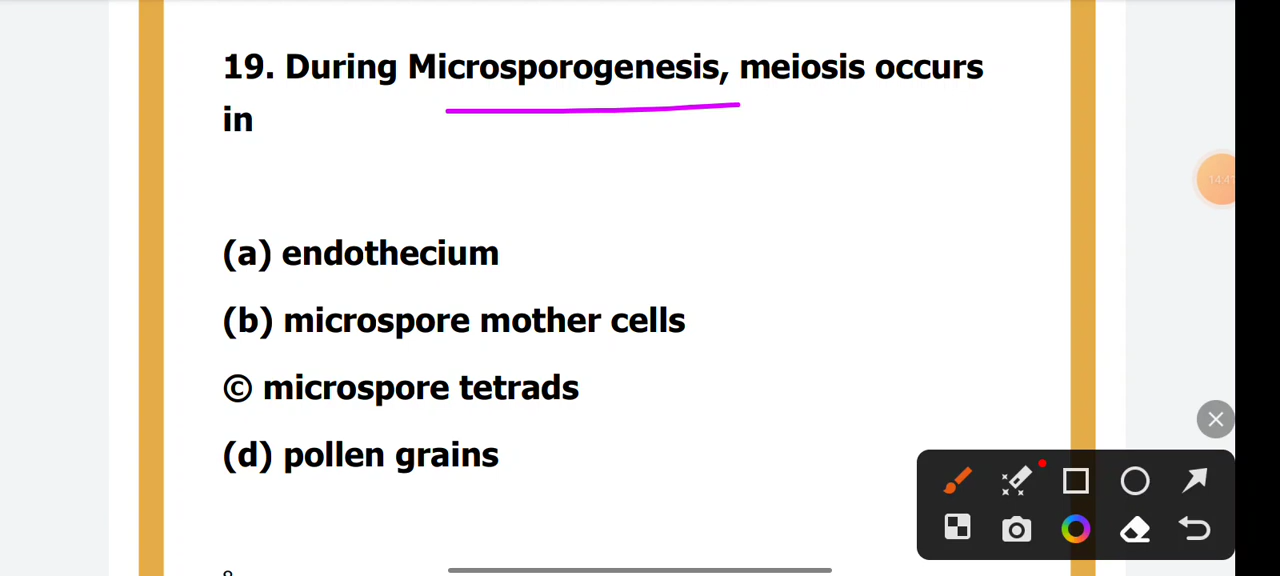 19. During Microsporogenesis, meiosis occurs
in
(a) endothecium
(b) microspore mother cells
© microspore tetrads
(d) pollen grains